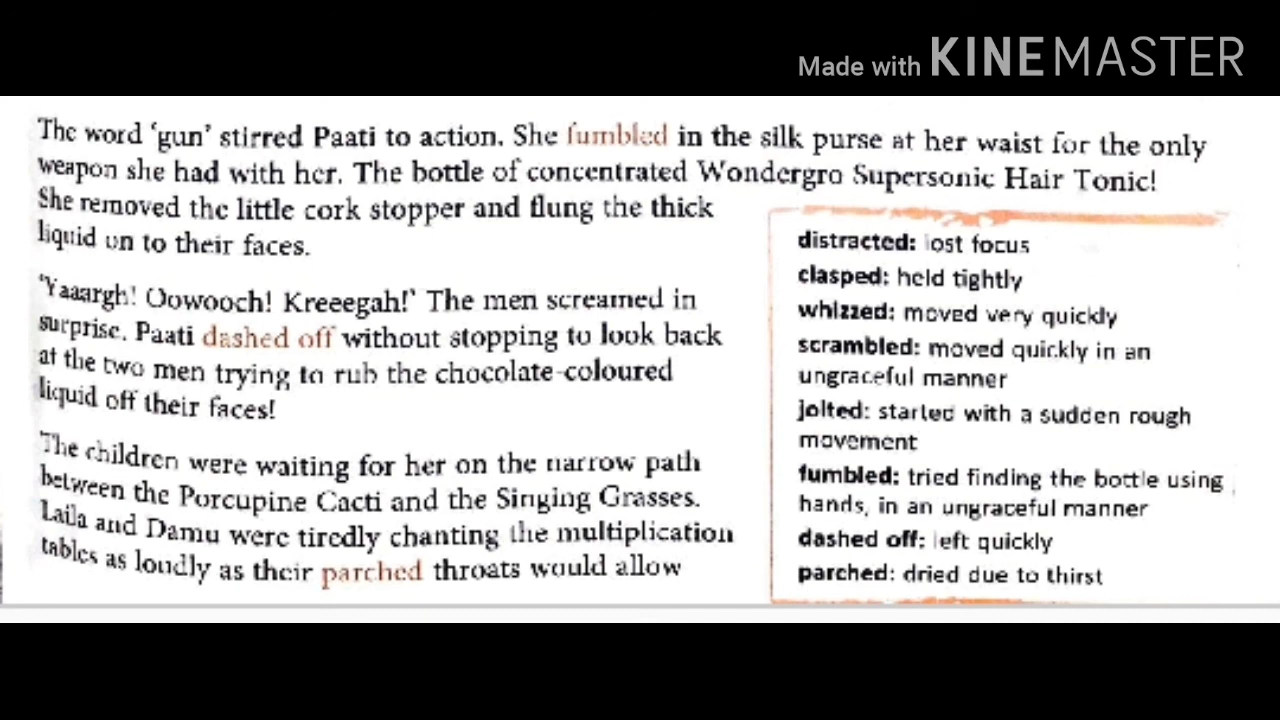 Made with KINEMASTER
The word 'gun' stirred Paati to action. She fumbled in the silk purse at her waist for the only
weapon she had with her. The bottle of concentrated Wondergro Supersonic Hair Tonic!
She removed the little cork stopper and flung the thick
liquid on to their faces.
'Yaaargh! Oowooch! Kreeegah!' The men screamed in
surprise. Paati dashed off without stopping to look back
at the two men trying to rub the chocolate-coloured
liquid off their faces!
The children were waiting for her on the narrow path
between the Porcupine Cacti and the Singing Grasses.
Laila and Damu were tiredly chanting the multiplication
tables as loudly as their parched throats would allow
distracted: lost focus
clasped: held tightly
whizzed: moved very quickly
scrambled: moved quickly in an
ungraceful manner
jolted: started with a sudden rough
movement
fumbled: tried finding the bottle using
hands, in an ungraceful manner
dashed off: left quickly
parched: dried due to thirst